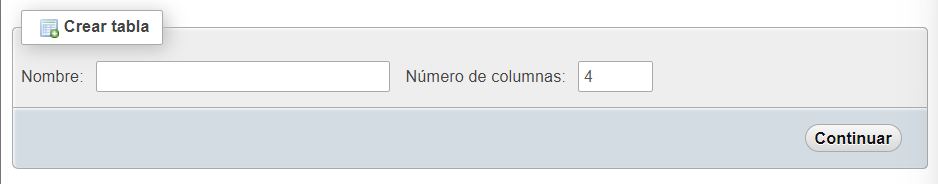 Crear tabla
Nombre: Número de columnas: 4
Continuar